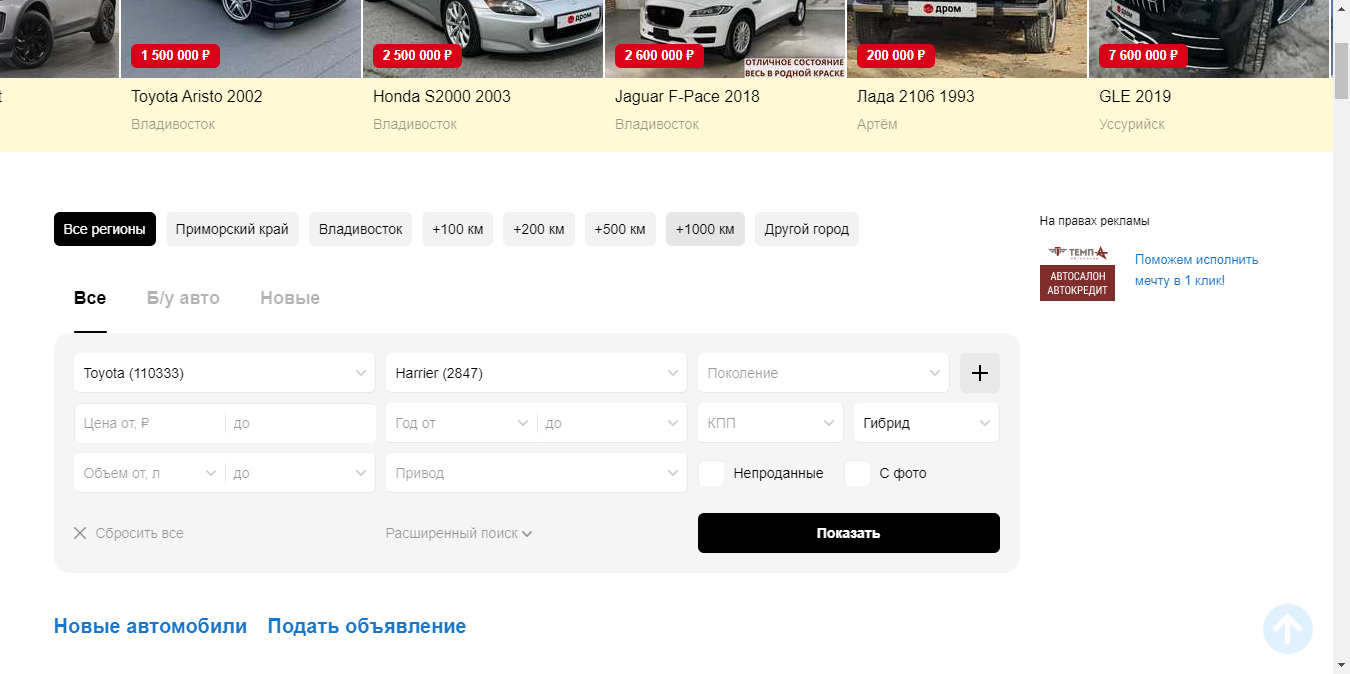 1 500 000 ₽
2 500 000 ₽
дром
2 600 000 ₽
ОТЛИЧНОЕ СОСТОЯНИЕ
ВЕСЬ В РОДНОЙ КРАСКЕ
200 000 ₽
дром
7 600 000 ₽
t
Toyota Aristo 2002
Honda S2000 2003
Jaguar F-Pace 2018
Лада 2106 1993
GLE 2019
Владивосток
Владивосток
Владивосток
Артём
Уссурийск
Все регионы
Приморский край
Владивосток
+100 км
+200 км
+500 км
+1000 км
Другой город
На правах рекламы
ТЕМП А
АВТОСАЛОН
АВТОКРЕДИТ
Поможем исполнить
мечту в 1 клик!
Все
Б/у авто
Новые
Toyota (110333)
Harrier (2847)
Поколение
Цена от, ₽
до
Год от
до
КПП
Гибрид
Объем от, л
до
Привод
Непроданные
С фото
Сбросить все
Расширенный поиск
Показать
Новые автомобили
Подать объявление